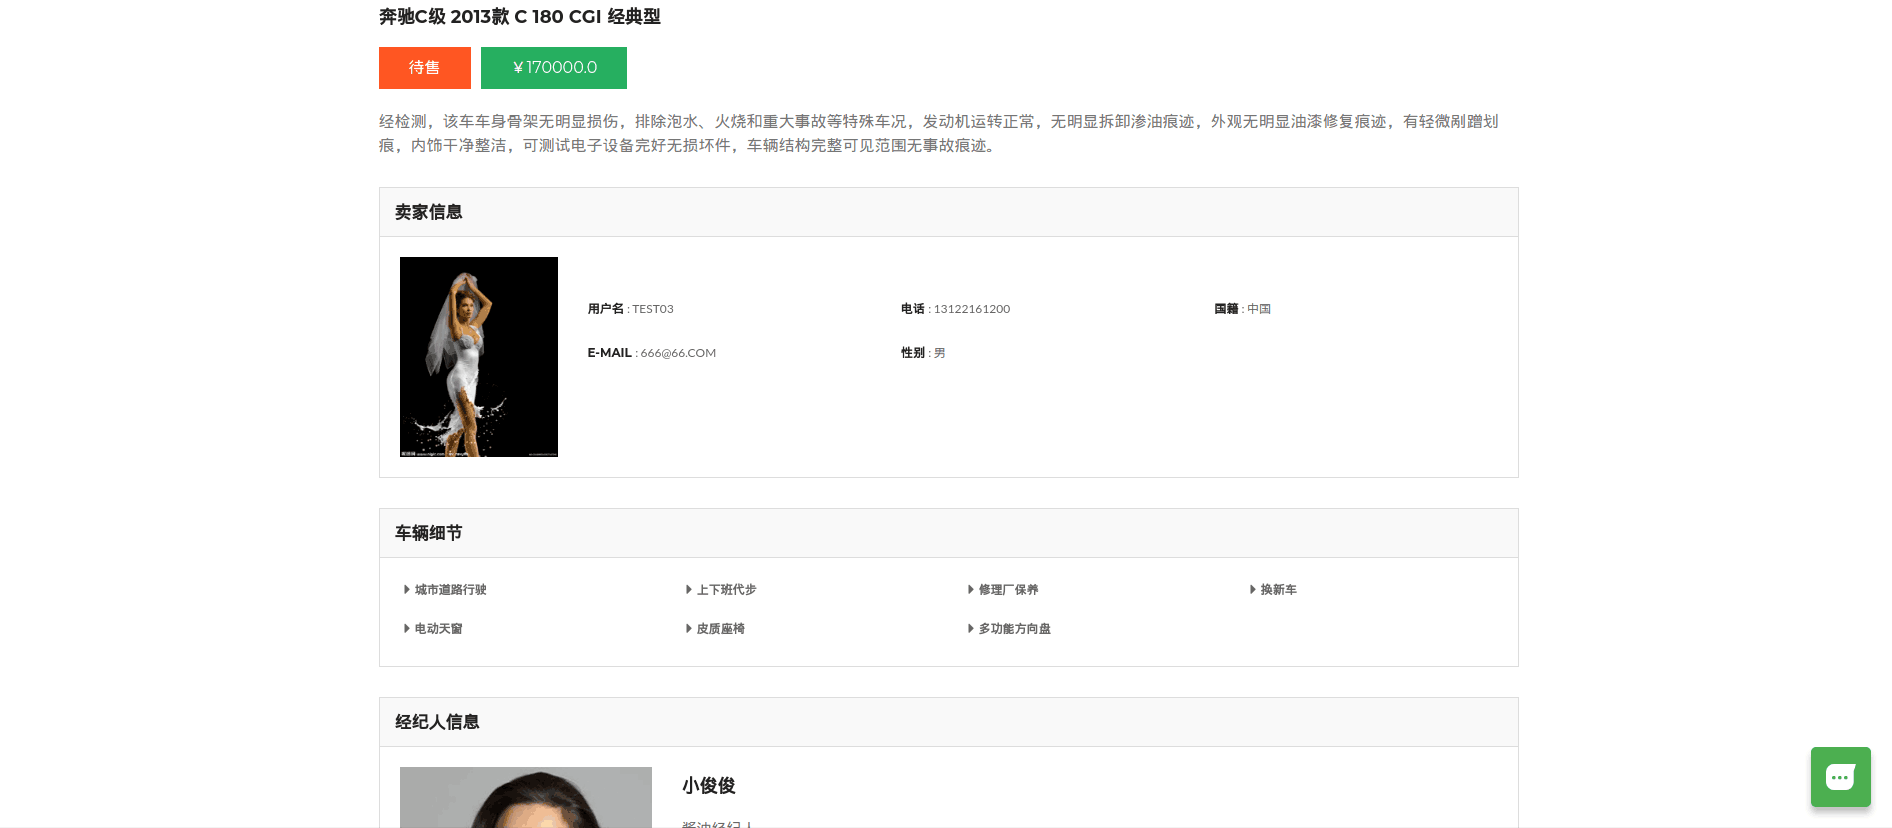 奔驰C级 2013款 C 180 CGI 经典型
待售
¥ 170000.0
经检测，该车车身骨架无明显损伤，排除泡水、火烧和重大事故等特殊车况，发动机运转正常，无明显拆卸渗油痕迹，外观无明显油漆修复痕迹，有轻微剐蹭划
痕，内饰干净整洁，可测试电子设备完好无损坏件，车辆结构完整可见范围无事故痕迹。
卖家信息
用户名 : TEST03
电话 : 13122161200
国籍 : 中国
E-MAIL : 666@66.COM
性别 : 男
车辆细节
城市道路行驶
上下班代步
修理厂保养
换新车
电动天窗
皮质座椅
多功能方向盘
经纪人信息
小俊俊